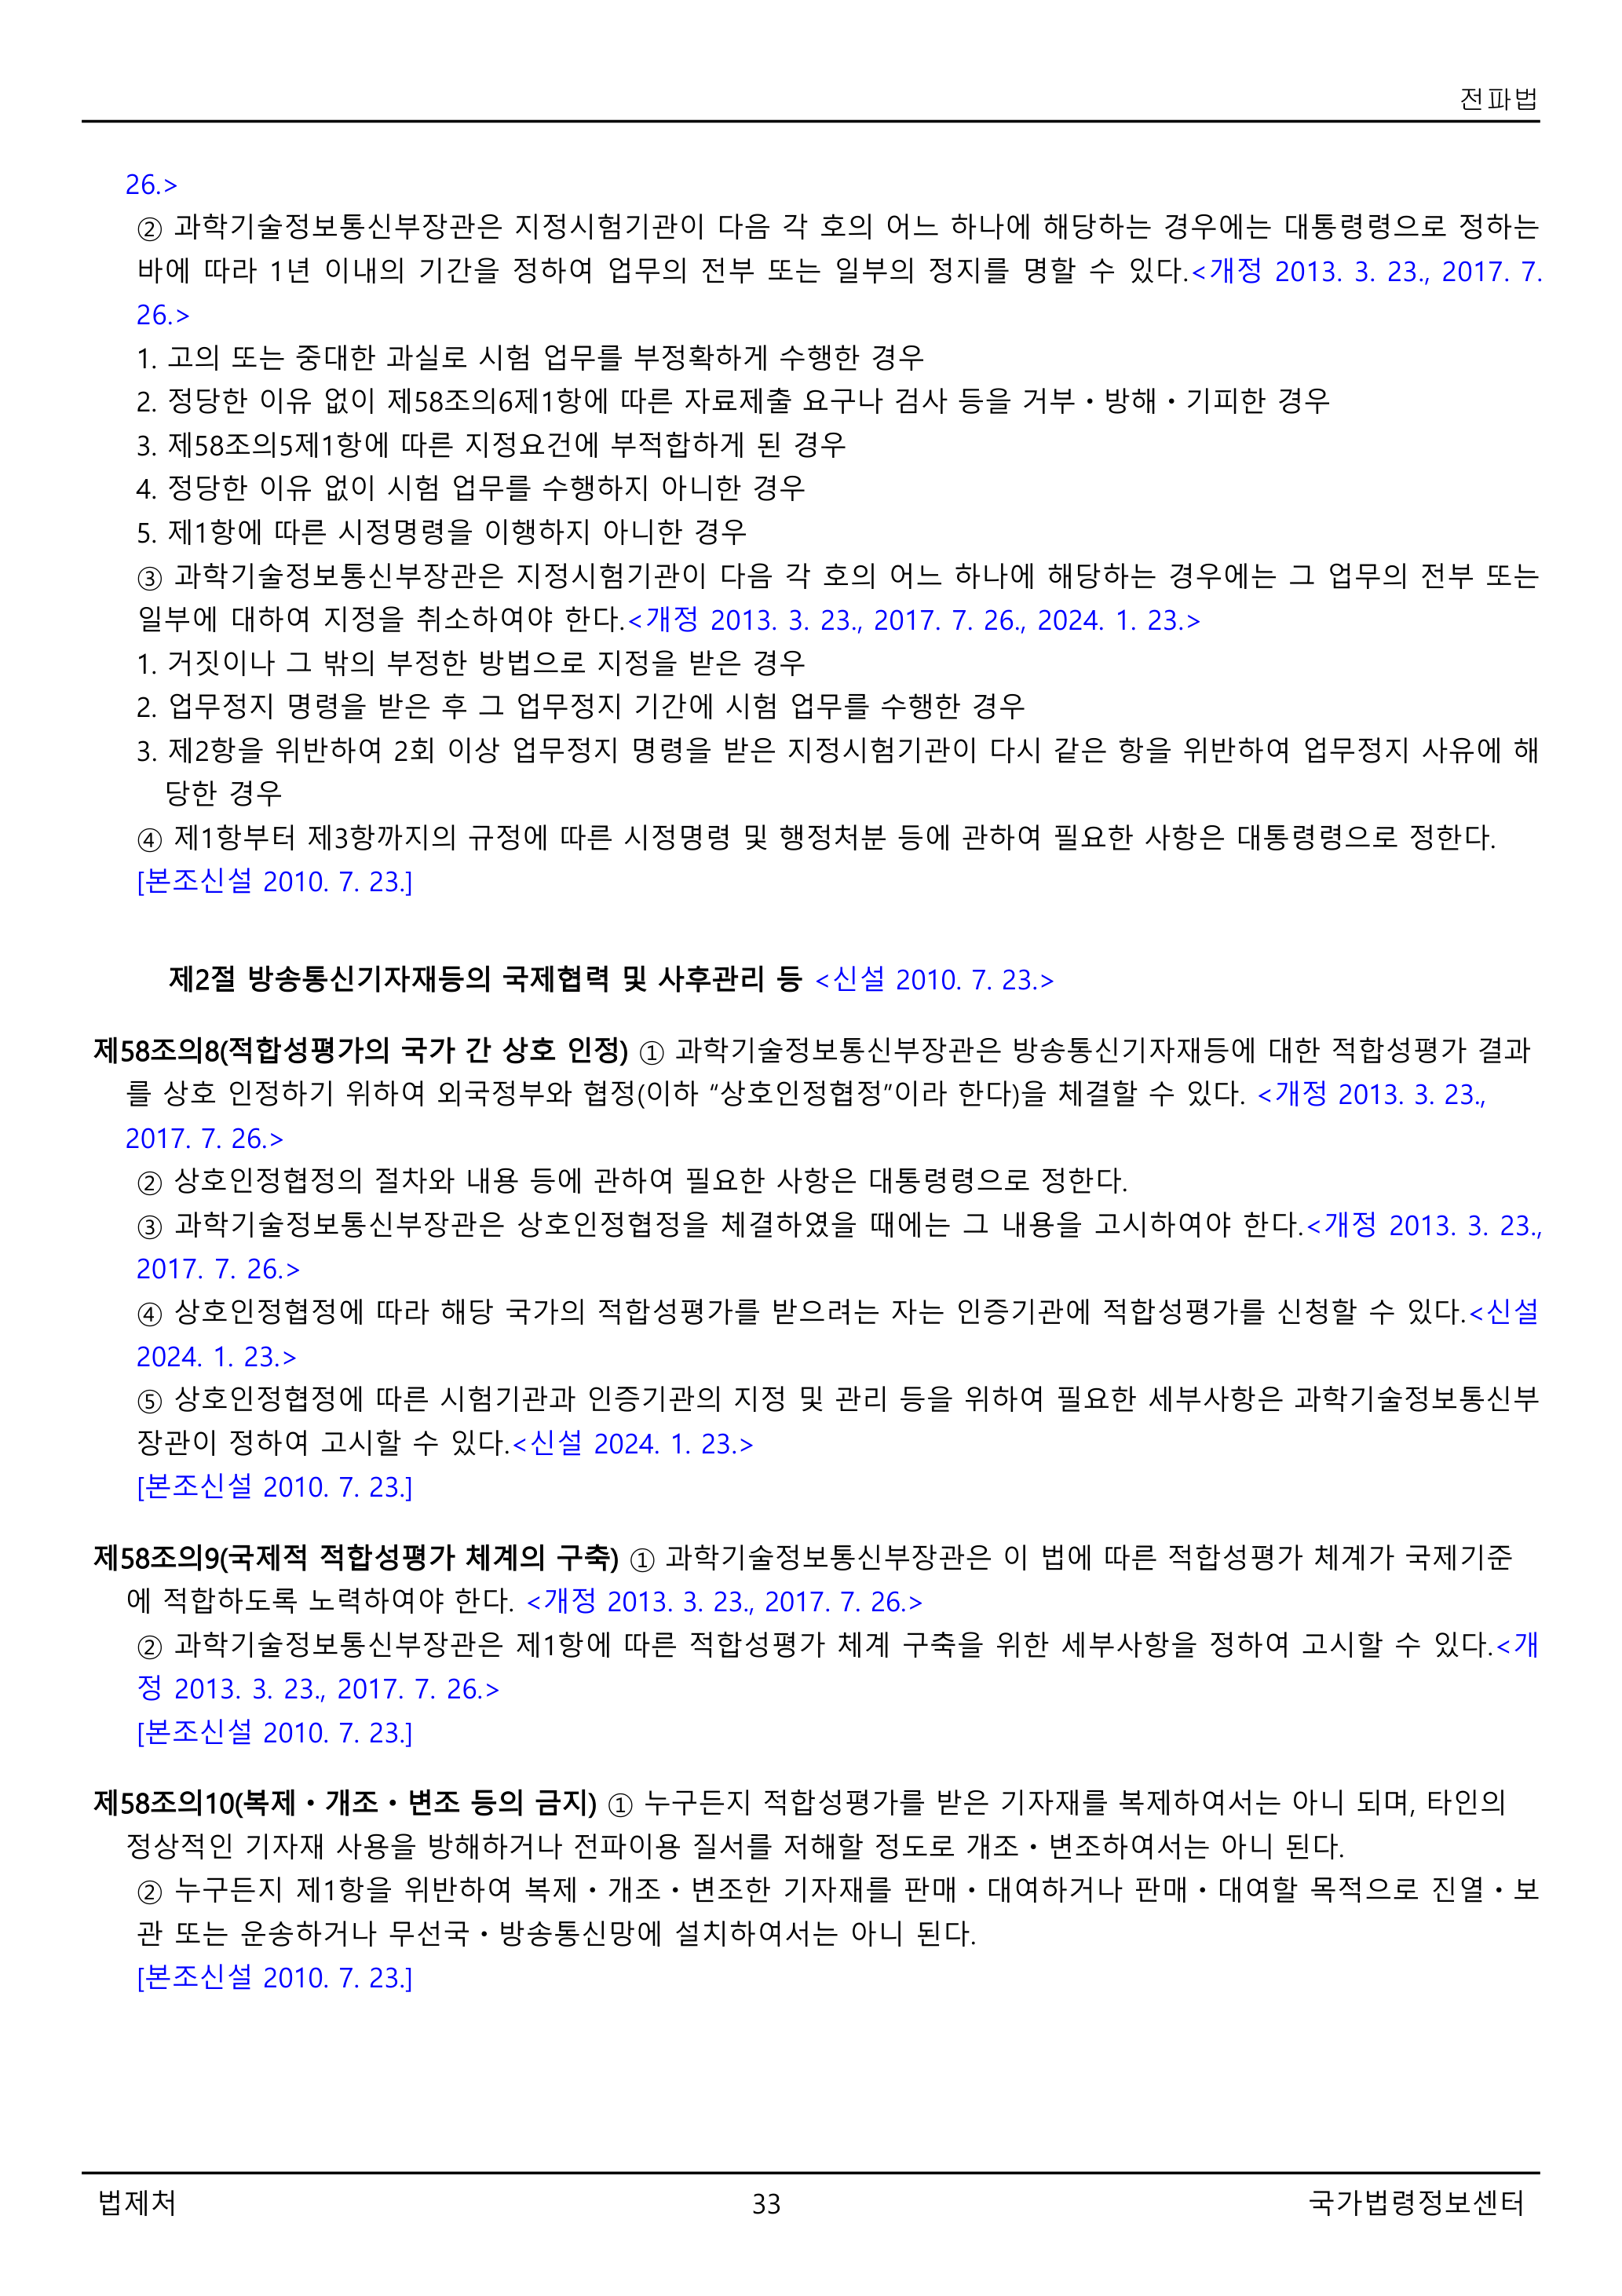 전파법
26.>
② 과학기술정보통신부장관은 지정시험기관이 다음 각 호의 어느 하나에 해당하는 경우에는 대통령령으로 정하는
바에 따라 1년 이내의 기간을 정하여 업무의 전부 또는 일부의 정지를 명할 수 있다.<개정 2013. 3. 23., 2017. 7.
26.>
1. 고의 또는 중대한 과실로 시험 업무를 부정확하게 수행한 경우
2. 정당한 이유 없이 제58조의6제1항에 따른 자료제출 요구나 검사 등을 거부ㆍ방해ㆍ기피한 경우
3. 제58조의5제1항에 따른 지정요건에 부적합하게 된 경우
4. 정당한 이유 없이 시험 업무를 수행하지 아니한 경우
5. 제1항에 따른 시정명령을 이행하지 아니한 경우
③ 과학기술정보통신부장관은 지정시험기관이 다음 각 호의 어느 하나에 해당하는 경우에는 그 업무의 전부 또는
일부에 대하여 지정을 취소하여야 한다.<개정 2013. 3. 23., 2017. 7. 26., 2024. 1. 23.>
1. 거짓이나 그 밖의 부정한 방법으로 지정을 받은 경우
2. 업무정지 명령을 받은 후 그 업무정지 기간에 시험 업무를 수행한 경우
3. 제2항을 위반하여 2회 이상 업무정지 명령을 받은 지정시험기관이 다시 같은 항을 위반하여 업무정지 사유에 해
당한 경우
④ 제1항부터 제3항까지의 규정에 따른 시정명령 및 행정처분 등에 관하여 필요한 사항은 대통령령으로 정한다.
[본조신설 2010. 7. 23.]
제2절 방송통신기자재등의 국제협력 및 사후관리 등 <신설 2010. 7. 23.>
제58조의8(적합성평가의 국가 간 상호 인정) ① 과학기술정보통신부장관은 방송통신기자재등에 대한 적합성평가 결과
를 상호 인정하기 위하여 외국정부와 협정(이하 “상호인정협정”이라 한다)을 체결할 수 있다. <개정 2013. 3. 23.,
2017. 7. 26.>
② 상호인정협정의 절차와 내용 등에 관하여 필요한 사항은 대통령령으로 정한다.
③ 과학기술정보통신부장관은 상호인정협정을 체결하였을 때에는 그 내용을 고시하여야 한다.<개정 2013. 3. 23.,
2017. 7. 26.>
④ 상호인정협정에 따라 해당 국가의 적합성평가를 받으려는 자는 인증기관에 적합성평가를 신청할 수 있다.<신설
2024. 1. 23.>
⑤ 상호인정협정에 따른 시험기관과 인증기관의 지정 및 관리 등을 위하여 필요한 세부사항은 과학기술정보통신부
장관이 정하여 고시할 수 있다.<신설 2024. 1. 23.>
[본조신설 2010. 7. 23.]
제58조의9(국제적 적합성평가 체계의 구축) ① 과학기술정보통신부장관은 이 법에 따른 적합성평가 체계가 국제기준
에 적합하도록 노력하여야 한다. <개정 2013. 3. 23., 2017. 7. 26.>
② 과학기술정보통신부장관은 제1항에 따른 적합성평가 체계 구축을 위한 세부사항을 정하여 고시할 수 있다.<개
정 2013. 3. 23., 2017. 7. 26.>
[본조신설 2010. 7. 23.]
제58조의10(복제ㆍ개조ㆍ변조 등의 금지) ① 누구든지 적합성평가를 받은 기자재를 복제하여서는 아니 되며, 타인의
정상적인 기자재 사용을 방해하거나 전파이용 질서를 저해할 정도로 개조ㆍ변조하여서는 아니 된다.
② 누구든지 제1항을 위반하여 복제ㆍ개조ㆍ변조한 기자재를 판매ㆍ대여하거나 판매ㆍ대여할 목적으로 진열ㆍ보
관 또는 운송하거나 무선국ㆍ방송통신망에 설치하여서는 아니 된다.
[본조신설 2010. 7. 23.]
법제처 33 국가법령정보센터